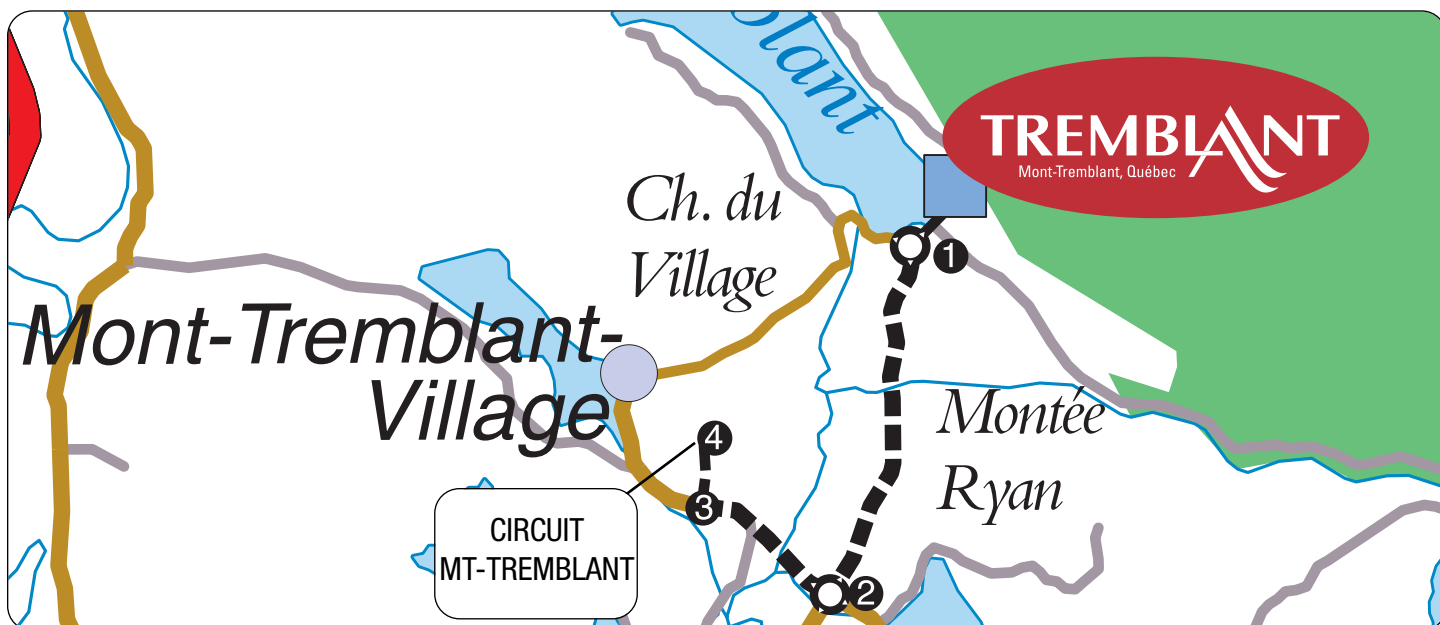 blant
TREMBLANT
Mont-Tremblant, Québec
Ch. du
Village
1
Mont-Tremblant-
Village
Montée
Ryan
4
3
CIRCUIT
MT-TREMBLANT
2